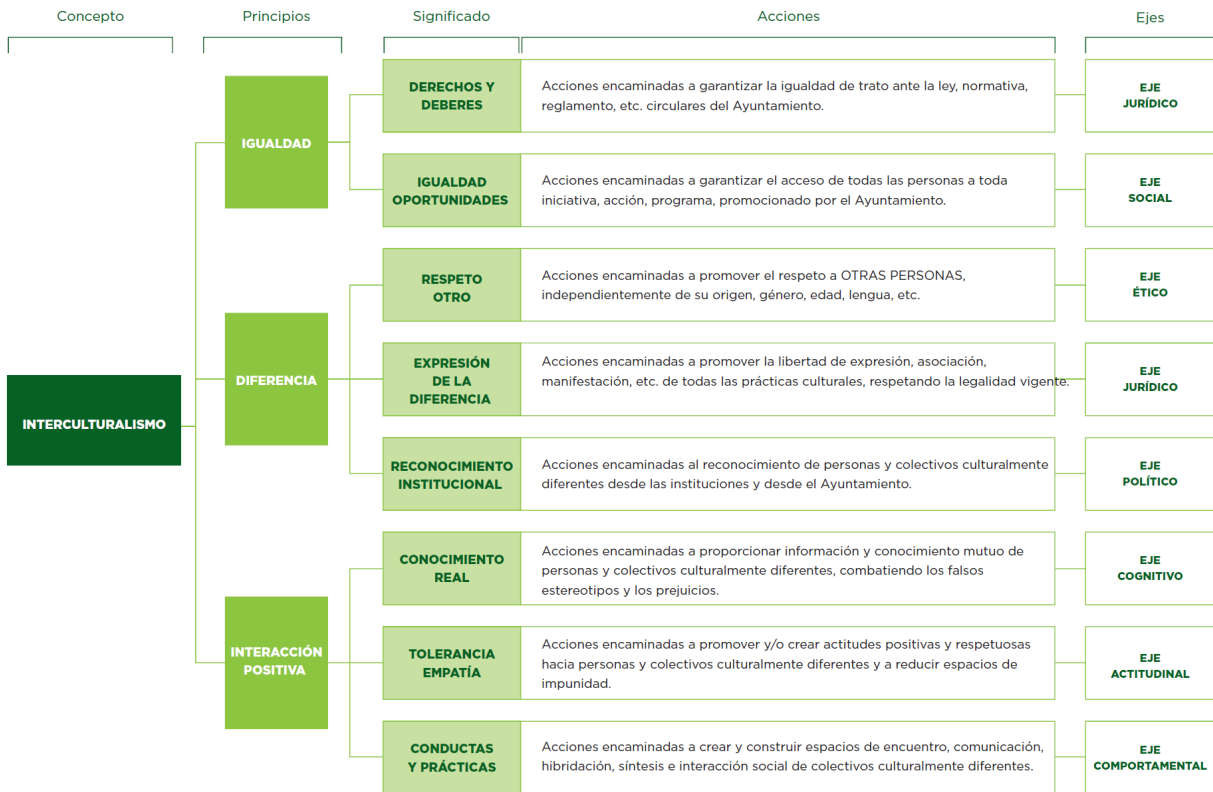 Concepto
Principios
Significado
Acciones
Ejes
INTERCULTURALISMO
IGUALDAD
DERECHOS Y
DEBERES
Acciones encaminadas a garantizar la igualdad de trato ante la ley, normativa,
reglamento, etc. circulares del Ayuntamiento.
EJE
JURÍDICO
IGUALDAD
OPORTUNIDADES
Acciones encaminadas a garantizar el acceso de todas las personas a toda
iniciativa, acción, programa, promocionado por el Ayuntamiento.
EJE
SOCIAL
DIFERENCIA
RESPETO
OTRO
Acciones encaminadas a promover el respeto a OTRAS PERSONAS,
independientemente de su origen, género, edad, lengua, etc.
EJE
ÉTICO
EXPRESIÓN
DE LA
DIFERENCIA
Acciones encaminadas a promover la libertad de expresión, asociación,
manifestación, etc. de todas las prácticas culturales, respetando la legalidad vigente.
EJE
JURÍDICO
RECONOCIMIENTO
INSTITUCIONAL
Acciones encaminadas al reconocimiento de personas y colectivos culturalmente
diferentes desde las instituciones y desde el Ayuntamiento.
EJE
POLÍTICO
INTERACCIÓN
POSITIVA
CONOCIMIENTO
REAL
Acciones encaminadas a proporcionar información y conocimiento mutuo de
personas y colectivos culturalmente diferentes, combatiendo los falsos
estereotipos y los prejuicios.
EJE
COGNITIVO
TOLERANCIA
EMPATÍA
Acciones encaminadas a promover y/o crear actitudes positivas y respetuosas
hacia personas y colectivos culturalmente diferentes y a reducir espacios de
impunidad.
EJE
ACTITUDINAL
CONDUCTAS
Y PRÁCTICAS
Acciones encaminadas a crear y construir espacios de encuentro, comunicación,
hibridación, síntesis e interacción social de colectivos culturalmente diferentes.
EJE
COMPORTAMENTAL